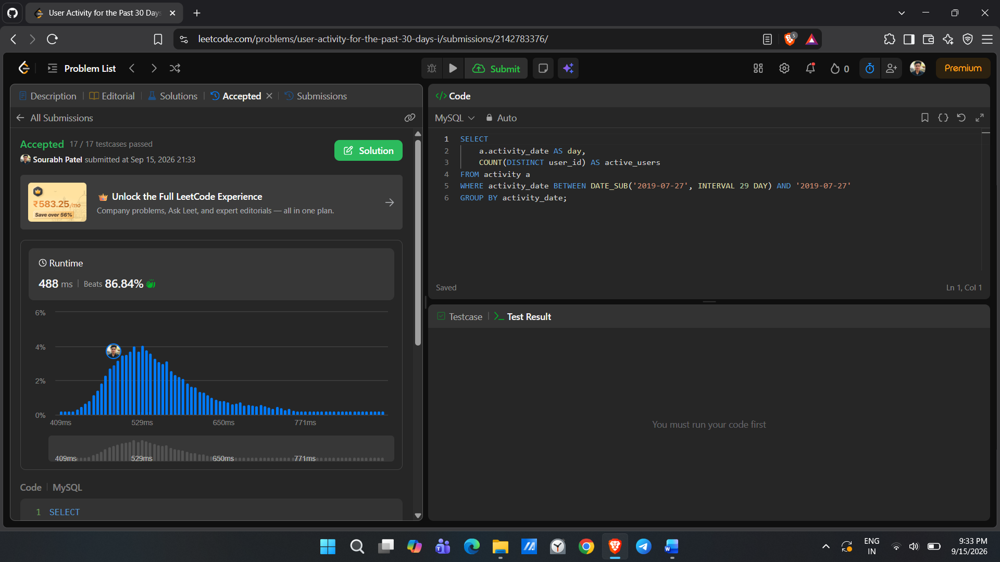 User Activity for the Past 30 Days
leetcode.com/problems/user-activity-for-the-past-30-days-i/submissions/2142783376/
5
Problem List
Submit
0
Premium
Description
Editorial
Solutions
Accepted
Submissions
All Submissions
Accepted 17 / 17 testcases passed
Sourabh Patel submitted at Sep 15, 2026 21:33
Solution
₹583.25/mo
Save over 56%
Unlock the Full LeetCode Experience
Company problems, Ask Leet, and expert editorials — all in one plan.
Runtime
488 ms | Beats 86.84%
6%
4%
2%
0%
409ms 529ms 650ms 771ms
409ms 529ms 650ms 771ms
Code | MySQL
1 SELECT
</> Code
MySQL Auto
1 SELECT
2 a.activity_date AS day,
3 COUNT(DISTINCT user_id) AS active_users
4 FROM activity a
5 WHERE activity_date BETWEEN DATE_SUB('2019-07-27', INTERVAL 29 DAY) AND '2019-07-27'
6 GROUP BY activity_date;
Saved
Ln 1, Col 1
Testcase | >_ Test Result
You must run your code first
ENG
IN
9:33 PM
9/15/2026